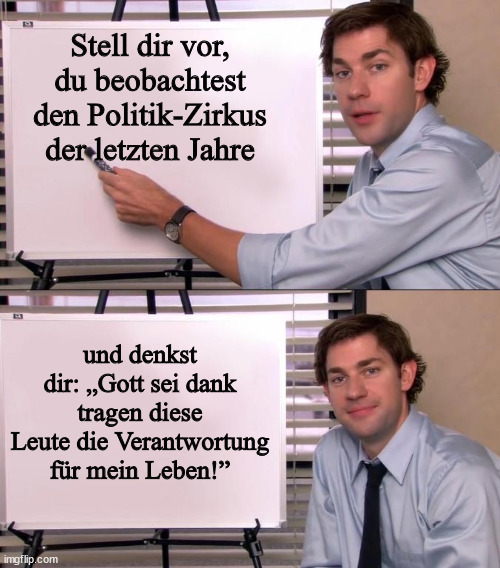 Stell dir vor,
du beobachtest
den Politik-Zirkus
der letzten Jahre
und denkst
dir: „Gott sei dank
tragen diese
Leute die Verantwortung
für mein Leben!”
imgflip.com